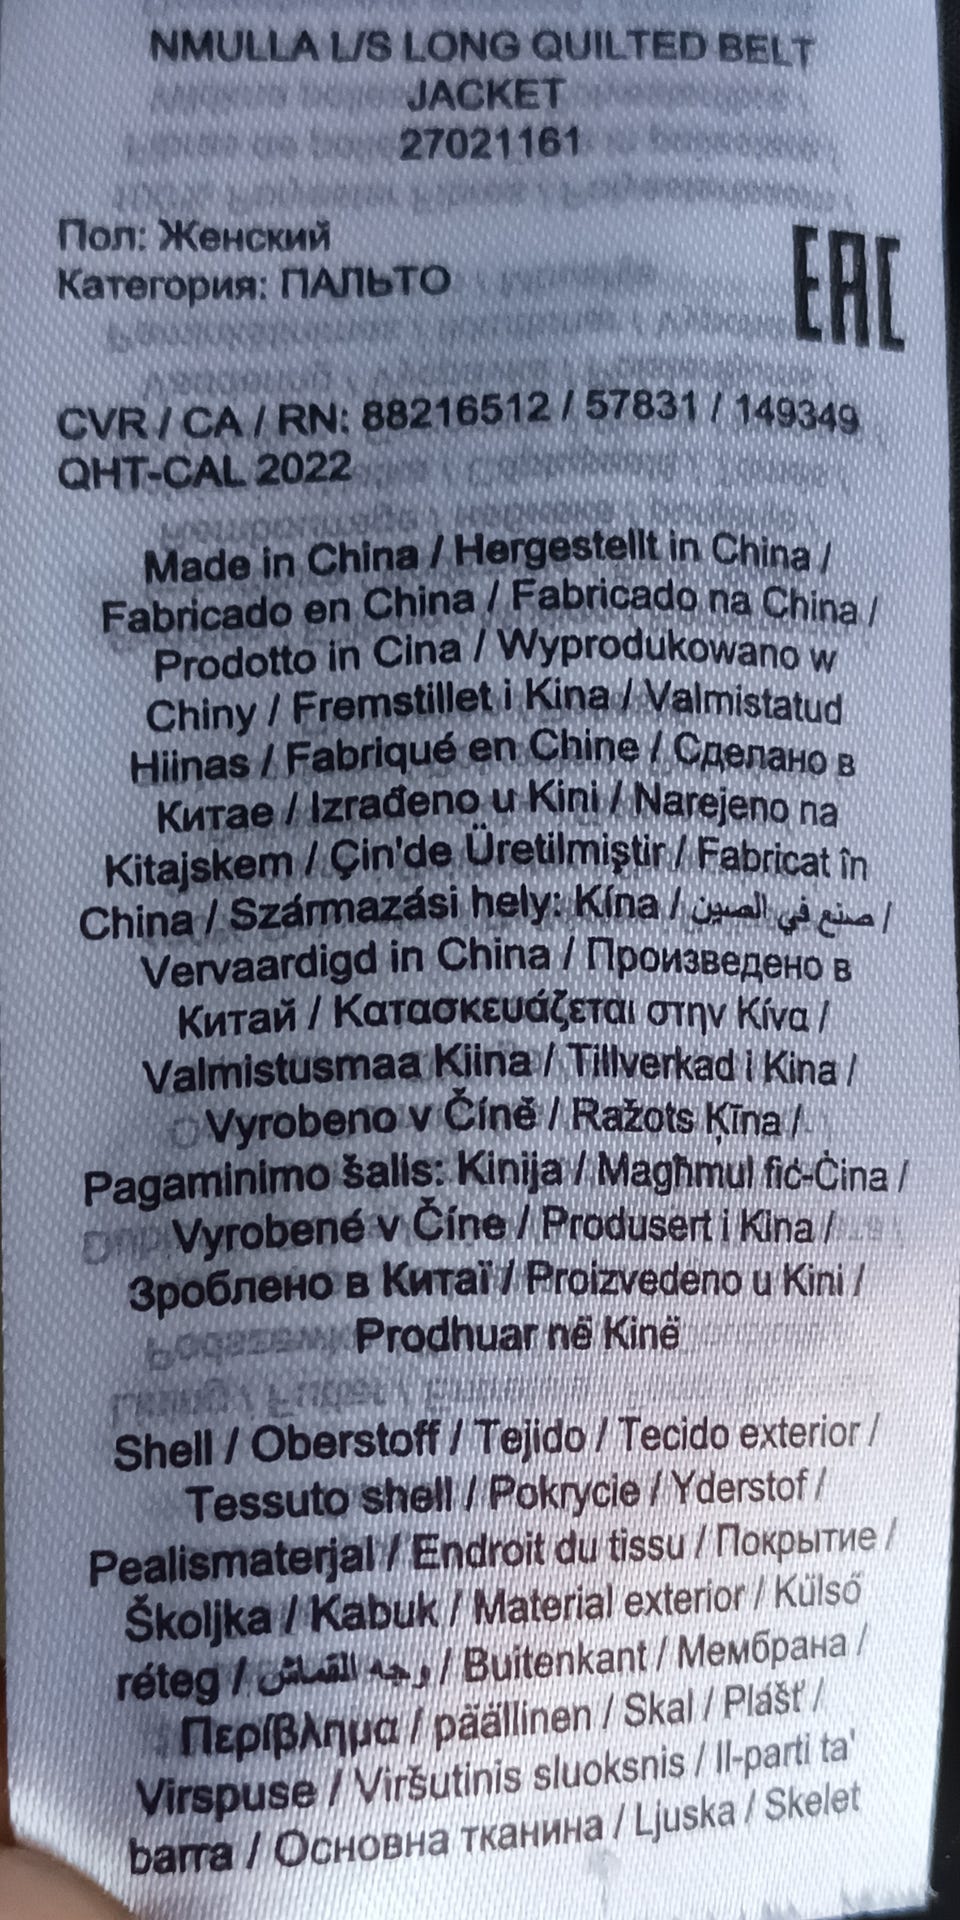 NMULLA L/S LONG QUILTED BELT
JACKET
27021161
Пол: Женский
Категория: ПАЛЬТО
EAC
CVR / CA / RN: 88216512 / 57831 / 149349
QHT-CAL 2022
Made in China / Hergestellt in China /
Fabricado en China / Fabricado na China /
Prodotto in Cina / Wyprodukowano w
Chiny / Fremstillet i Kina / Valmistatud
Hiinas / Fabriqué en Chine / Сделано в
Китае / Izrađeno u Kini / Narejeno na
Kitajskem / Çin'de Üretilmiştir / Fabricat în
China / Származási hely: Kína / صنع في الصين /
Vervaardigd in China / Произведено в
Китай / Κατασκευάζεται στην Κίνα /
Valmistusmaa Kiina / Tillverkad i Kina /
Vyrobeno v Číně / Ražots Ķīna /
Pagaminimo šalis: Kinija / Magħmul fiċ-Ċina /
Vyrobené v Číne / Produsert i Kina /
Зроблено в Китаї / Proizvedeno u Kini /
Prodhuar në Kinë
Shell / Oberstoff / Tejido / Tecido exterior /
Tessuto shell / Pokrycie / Yderstof /
Pealismaterjal / Endroit du tissu / Покрытие /
Školjka / Kabuk / Material exterior / Külső
réteg / وجه القماش / Buitenkant / Мембрана /
Περίβλημα / päällinen / Skal / Plášť /
Virspuse / Viršutinis sluoksnis / Il-parti ta'
barra / Основна тканина / Ljuska / Skelet